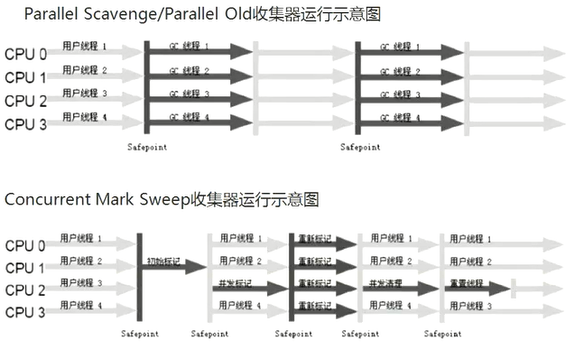 Parallel Scavenge/Parallel Old收集器运行示意图
CPU 0 用户线程 1 GC 线程 1 GC 线程 1
CPU 1 用户线程 2 GC 线程 2 GC 线程 2
CPU 2 用户线程 3 GC 线程 3 GC 线程 3
CPU 3 用户线程 4 GC 线程 4 GC 线程 4
Safepoint Safepoint
Concurrent Mark Sweep收集器运行示意图
CPU 0 用户线程 1 用户线程 1 重新标记 用户线程 1 用户线程 1
CPU 1 用户线程 2 初始标记 用户线程 2 重新标记 用户线程 2 用户线程 2
CPU 2 用户线程 3 并发标记 重新标记 并发清理 重置线程
CPU 3 用户线程 4 用户线程 4 重新标记 用户线程 4 用户线程 3
Safepoint Safepoint Safepoint Safepoint Safepoint